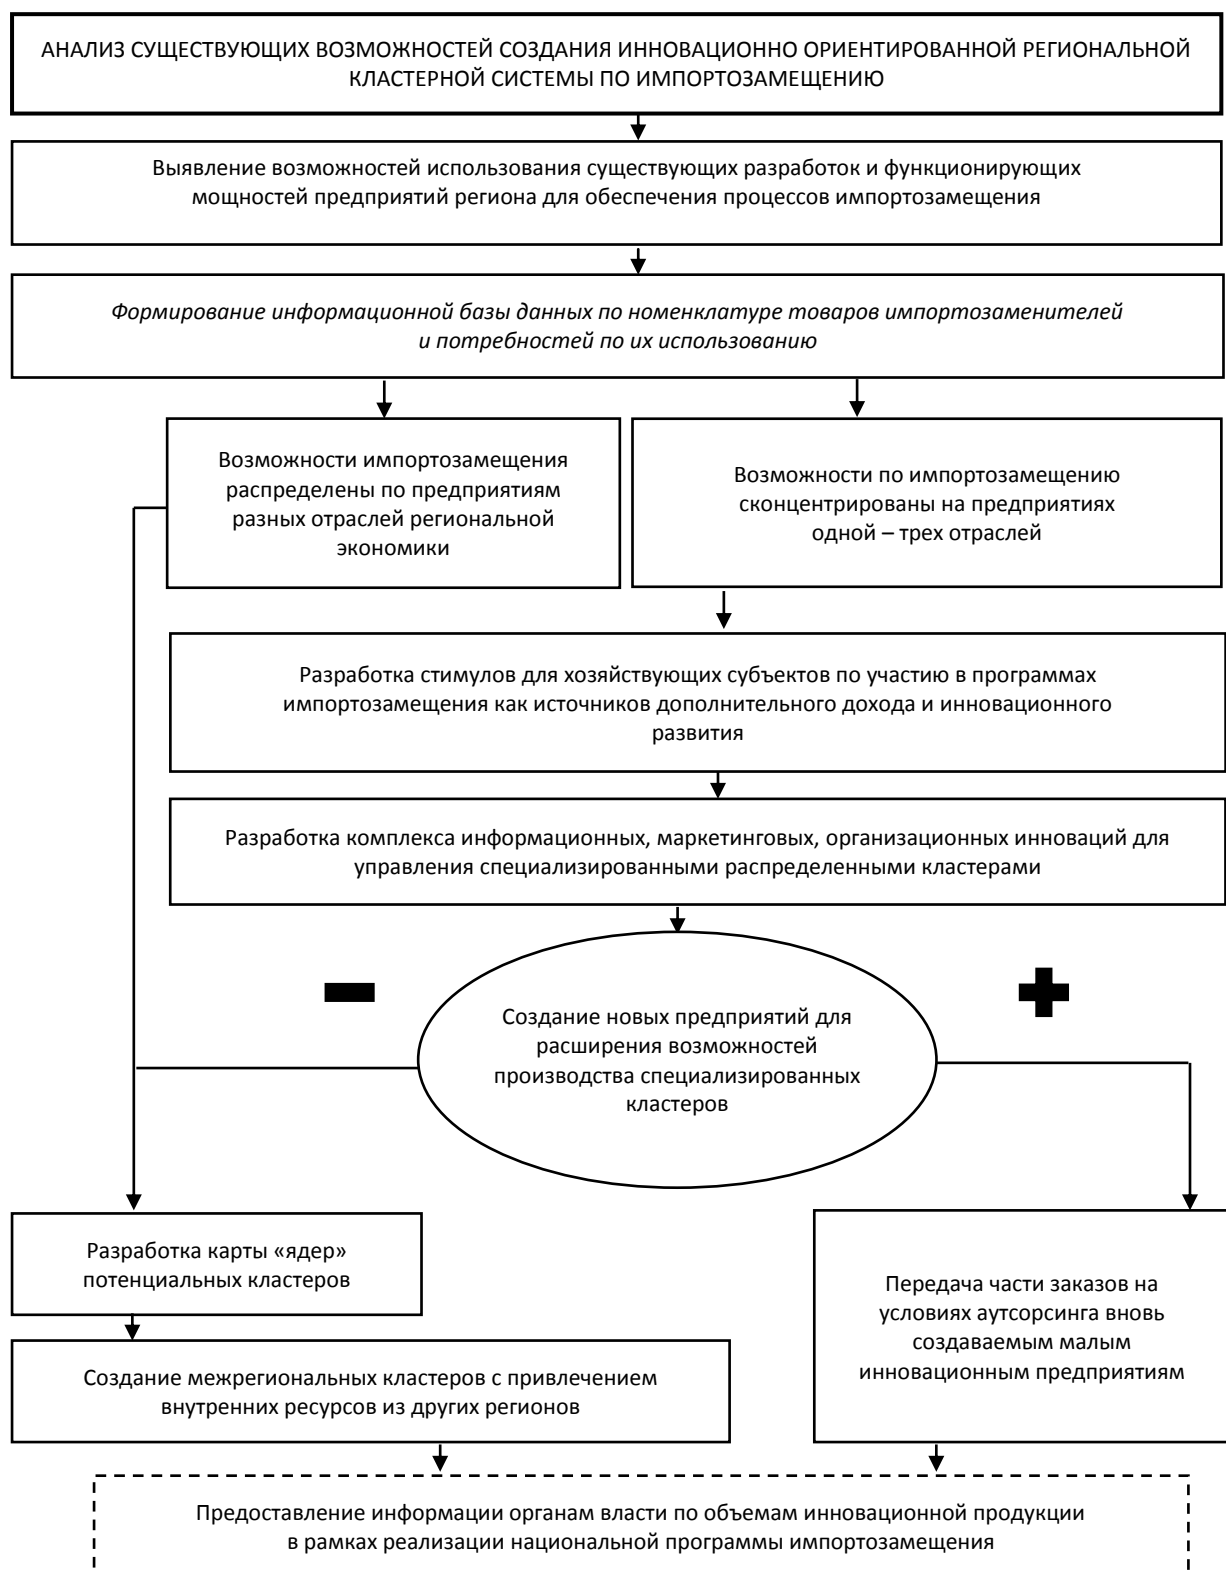 АНАЛИЗ СУЩЕСТВУЮЩИХ ВОЗМОЖНОСТЕЙ СОЗДАНИЯ ИННОВАЦИОННО ОРИЕНТИРОВАННОЙ РЕГИОНАЛЬНОЙ
КЛАСТЕРНОЙ СИСТЕМЫ ПО ИМПОРТОЗАМЕЩЕНИЮ
Выявление возможностей использования существующих разработок и функционирующих
мощностей предприятий региона для обеспечения процессов импортозамещения
Формирование информационной базы данных по номенклатуре товаров импортозаменителей
и потребностей по их использованию
Возможности импортозамещения
распределены по предприятиям
разных отраслей региональной
экономики
Возможности по импортозамещению
сконцентрированы на предприятиях
одной – трех отраслей
Разработка стимулов для хозяйствующих субъектов по участию в программах
импортозамещения как источников дополнительного дохода и инновационного
развития
Разработка комплекса информационных, маркетинговых, организационных инноваций для
управления специализированными распределенными кластерами
Создание новых предприятий для
расширения возможностей
производства специализированных
кластеров
Разработка карты «ядер»
потенциальных кластеров
Передача части заказов на
условиях аутсорсинга вновь
создаваемым малым
инновационным предприятиям
Создание межрегиональных кластеров с привлечением
внутренних ресурсов из других регионов
Предоставление информации органам власти по объемам инновационной продукции
в рамках реализации национальной программы импортозамещения